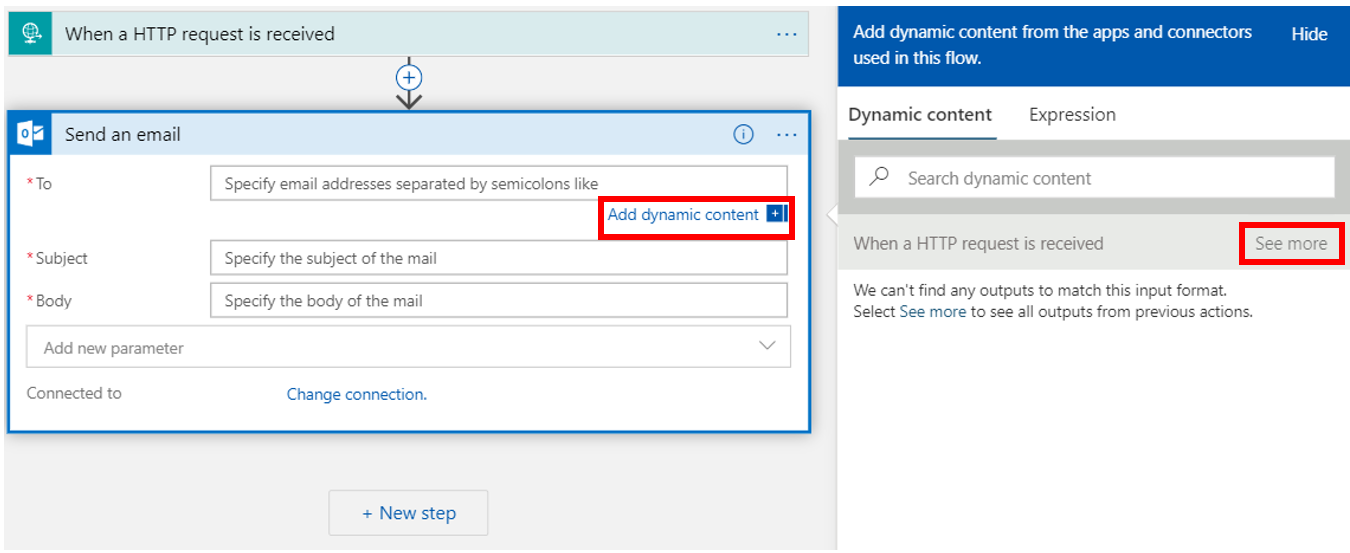 When a HTTP request is received
Send an email
* To
Specify email addresses separated by semicolons like
Add dynamic content
* Subject
Specify the subject of the mail
* Body
Specify the body of the mail
Add new parameter
Connected to
Change connection.
+ New step
Add dynamic content from the apps and connectors
used in this flow.
Hide
Dynamic content
Expression
Search dynamic content
When a HTTP request is received
See more
We can't find any outputs to match this input format.
Select See more to see all outputs from previous actions.